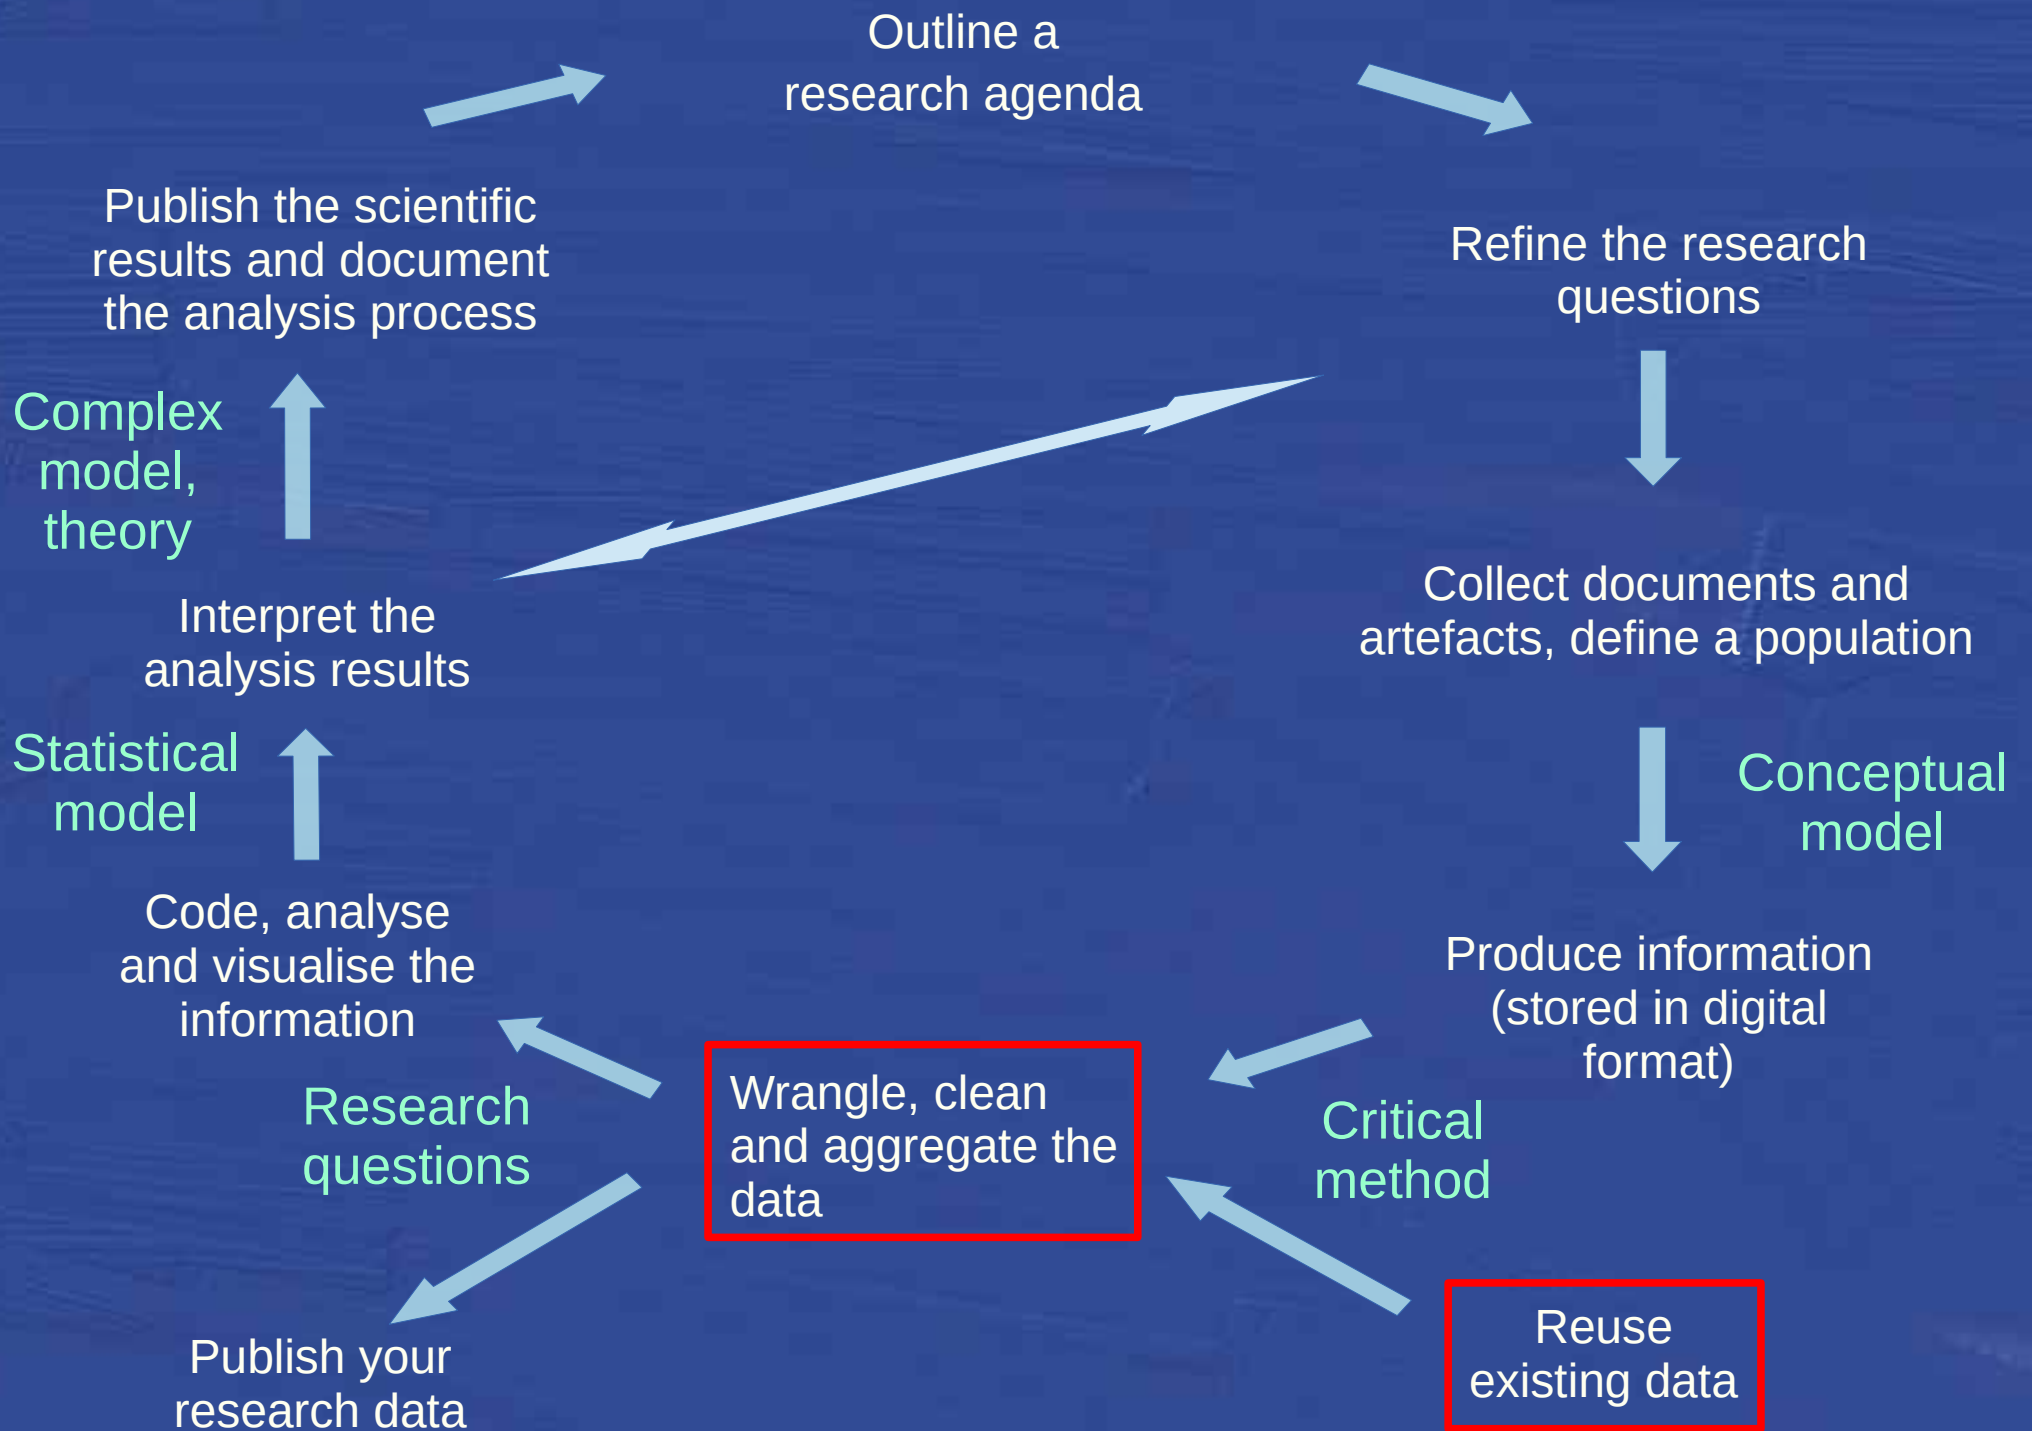 Outline a
research agenda
Publish the scientific
results and document
the analysis process
Refine the research
questions
Complex
model,
theory
Interpret the
analysis results
Collect documents and
artefacts, define a population
Statistical
model
Conceptual
model
Code, analyse
and visualise the
information
Produce information
(stored in digital
format)
Research
questions
Wrangle, clean
and aggregate the
data
Critical
method
Publish your
research data
Reuse
existing data